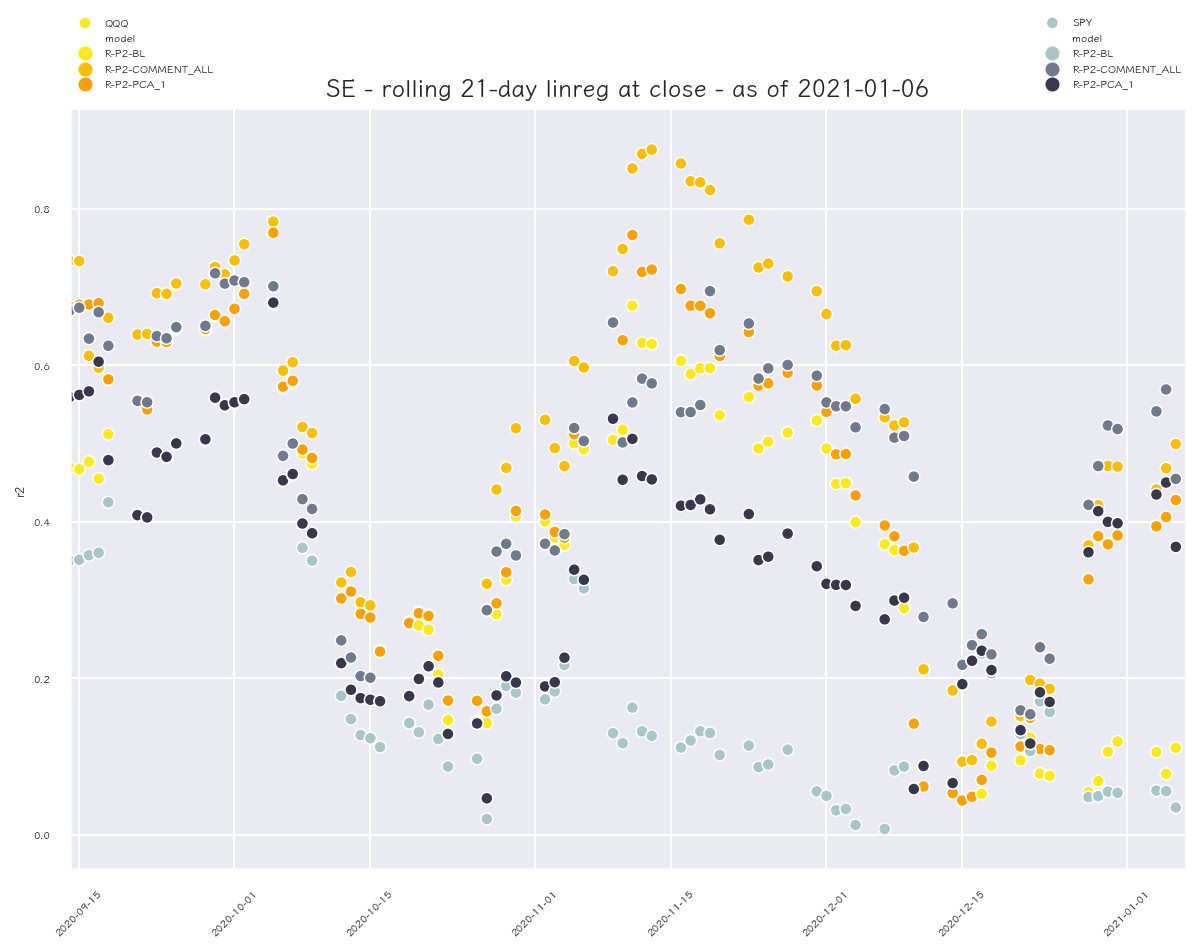 QQQ
model
R-P2-BL
R-P2-COMMENT_ALL
R-P2-PCA_1
SPY
model
R-P2-BL
R-P2-COMMENT_ALL
R-P2-PCA_1
SE - rolling 21-day linreg at close - as of 2021-01-06
0.8
0.6
0.4
0.2
0.0
r2
2020-09-15
2020-10-01
2020-10-15
2020-11-01
2020-11-15
2020-12-01
2020-12-15
2021-01-01